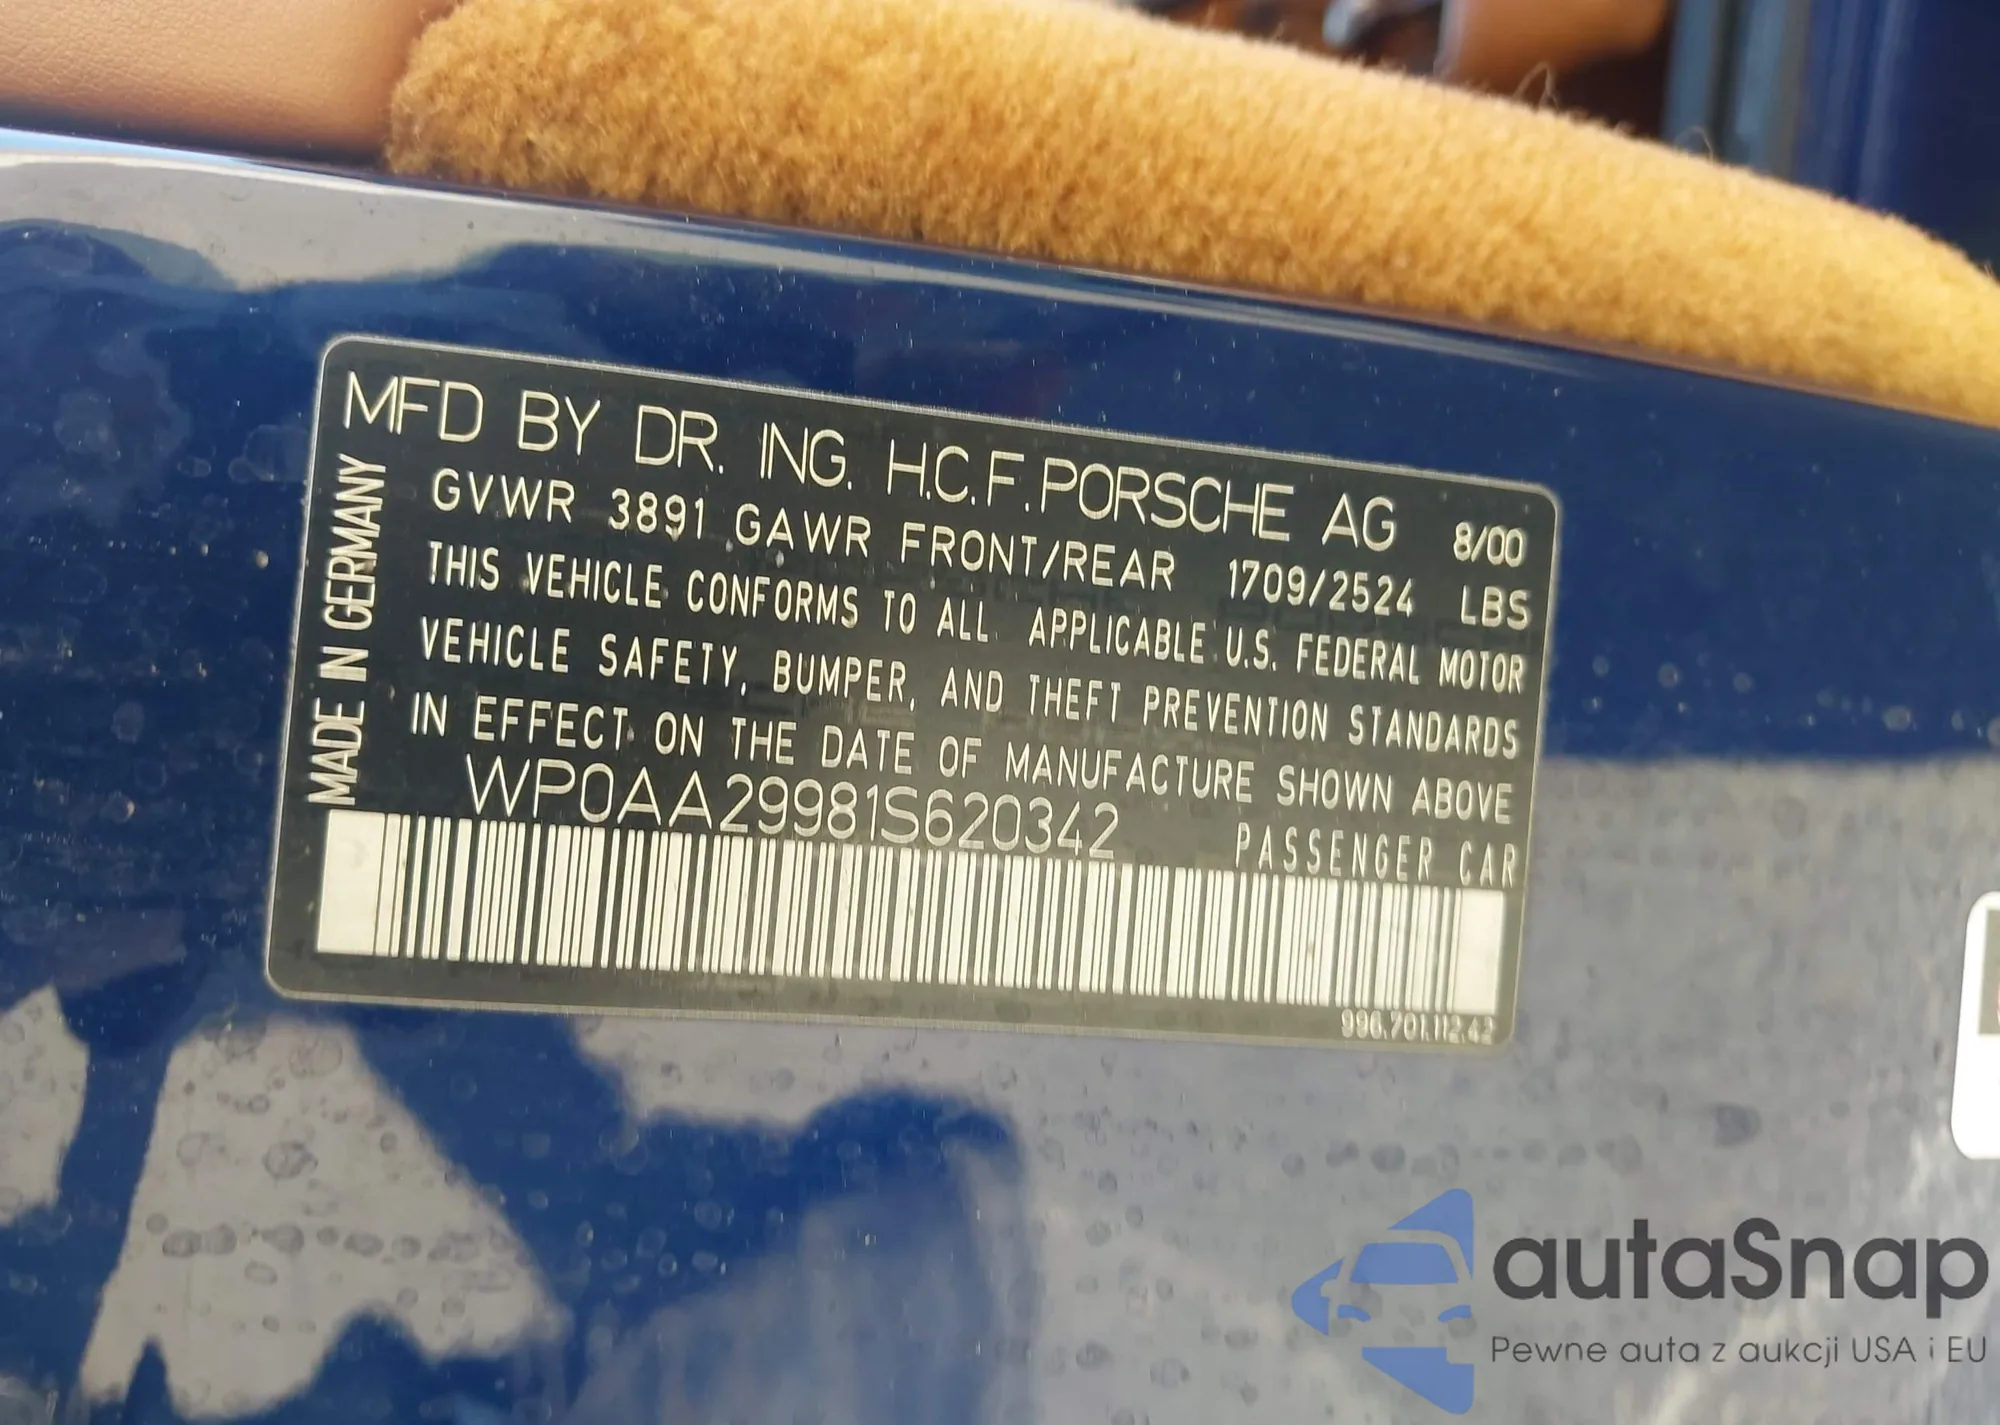 MFD BY DR. ING. H.C.F. PORSCHE AG 8/00
GVWR 3891 GAWR FRONT/REAR 1709/2524 LBS
THIS VEHICLE CONFORMS TO ALL APPLICABLE U.S. FEDERAL MOTOR
VEHICLE SAFETY, BUMPER, AND THEFT PREVENTION STANDARDS
IN EFFECT ON THE DATE OF MANUFACTURE SHOWN ABOVE
WP0AA29981S620342 PASSENGER CAR
MADE IN GERMANY
996.701.112.42
autaSnap
Pewne auta z aukcji USA i EU